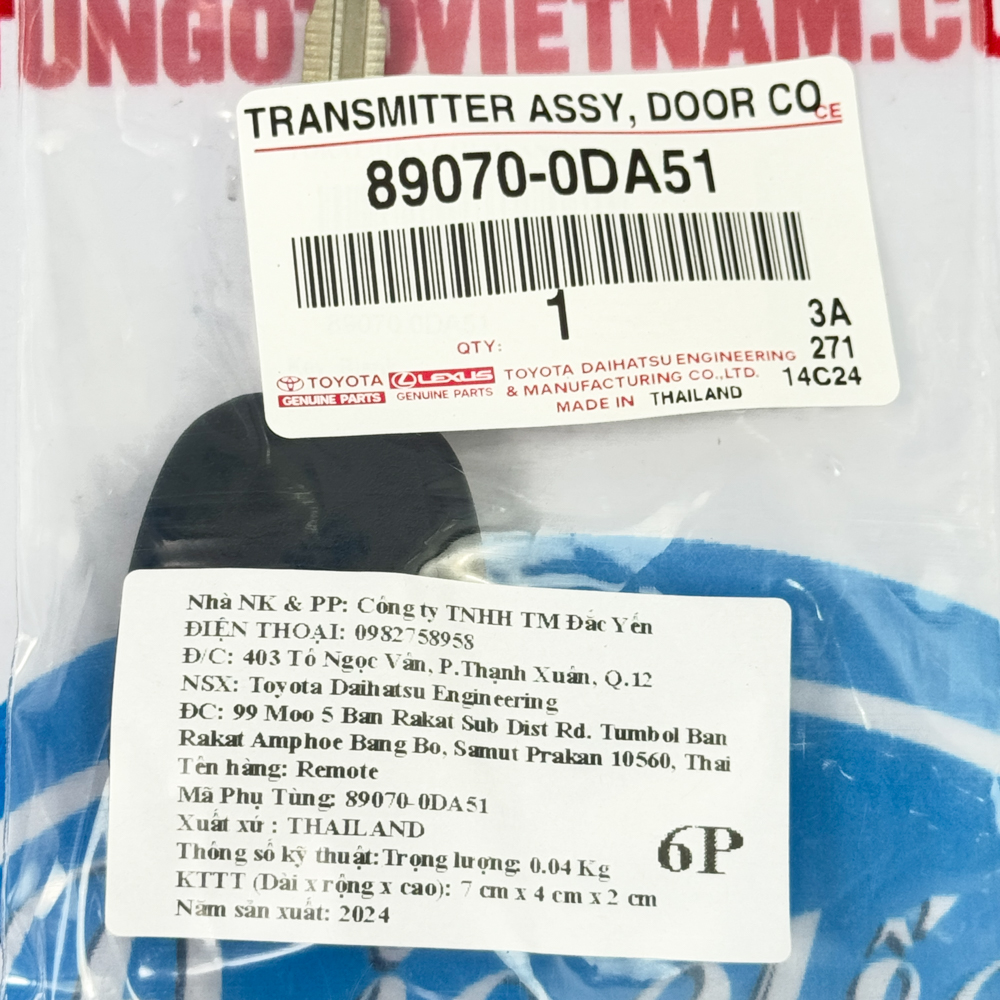 TUNGOTOVIETNAM.C
TRANSMITTER ASSY, DOOR CO
CE
89070-0DA51
1
QTY:
3A
271
14C24
TOYOTA
GENUINE PARTS
LEXUS
GENUINE PARTS
TOYOTA DAIHATSU ENGINEERING
& MANUFACTURING CO.,LTD.
MADE IN THAILAND
Nhà NK & PP: Công ty TNHH TM Đắc Yến
ĐIỆN THOẠI: 0982758958
Đ/C: 403 Tô Ngọc Vân, P.Thạnh Xuân, Q.12
NSX: Toyota Daihatsu Engineering
ĐC: 99 Moo 5 Ban Rakat Sub Dist Rd. Tumbol Ban
Rakat Amphoe Bang Bo, Samut Prakan 10560, Thai
Tên hàng: Remote
Mã Phụ Tùng: 89070-0DA51
Xuất xứ : THAILAND
Thông số kỹ thuật:Trọng lượng: 0.04 Kg
KTTT (Dài x rộng x cao): 7 cm x 4 cm x 2 cm
Năm sản xuất: 2024
6P